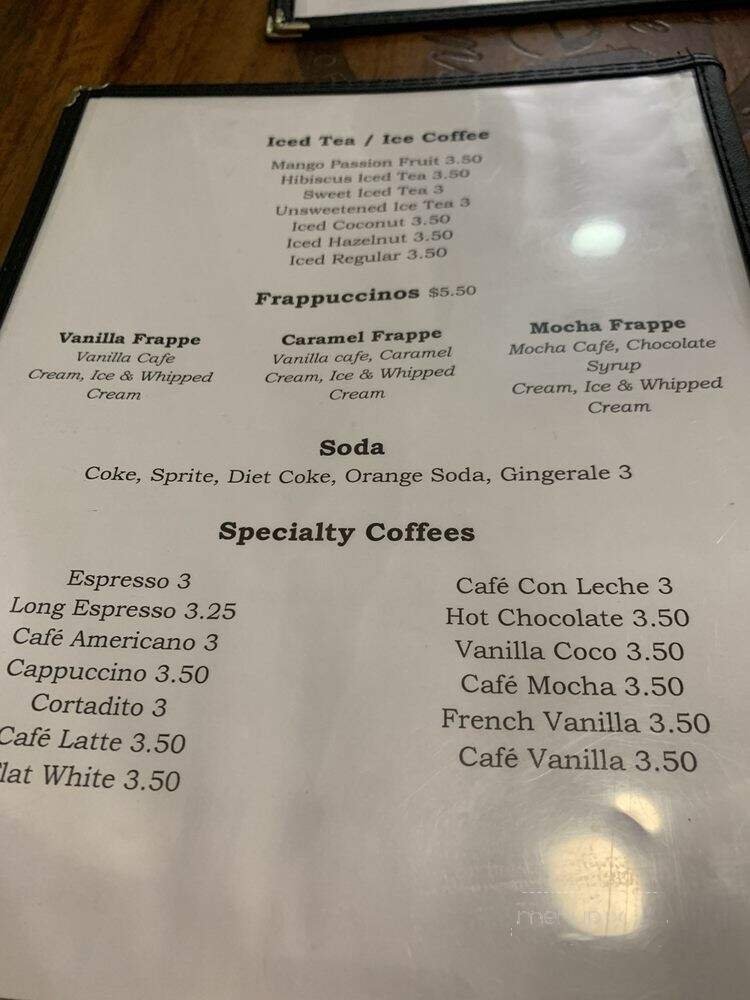 Iced Tea / Ice Coffee
Mango Passion Fruit 3.50
Hibiscus Iced Tea 3.50
Sweet Iced Tea 3
Unsweetened Ice Tea 3
Iced Coconut 3.50
Iced Hazelnut 3.50
Iced Regular 3.50
Frappuccinos $5.50
Vanilla Frappe
Vanilla Cafe
Cream, Ice & Whipped
Cream
Caramel Frappe
Vanilla cafe, Caramel
Cream, Ice & Whipped
Cream
Mocha Frappe
Mocha Café, Chocolate
Syrup
Cream, Ice & Whipped
Cream
Soda
Coke, Sprite, Diet Coke, Orange Soda, Gingerale 3
Specialty Coffees
Espresso 3
Long Espresso 3.25
Café Americano 3
Cappuccino 3.50
Cortadito 3
Café Latte 3.50
lat White 3.50
Café Con Leche 3
Hot Chocolate 3.50
Vanilla Coco 3.50
Café Mocha 3.50
French Vanilla 3.50
Café Vanilla 3.50